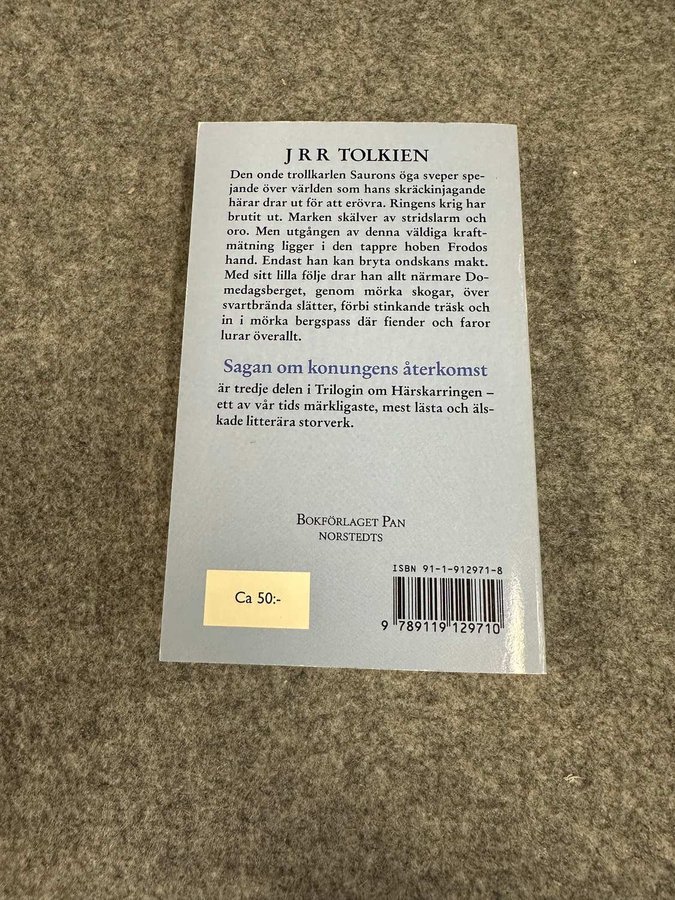 J R R TOLKIEN
Den onde trollkarlen Saurons öga sveper spe-
jande över världen som hans skräckinjagande
härar drar ut för att erövra. Ringens krig har
brutit ut. Marken skälver av stridslarm och
oro. Men utgången av denna väldiga kraft-
mätning ligger i den tappre hoben Frodos
hand. Endast han kan bryta ondskans makt.
Med sitt lilla följe drar han allt närmare Do-
medagsberget, genom mörka skogar, över
svartbrända slätter, förbi stinkande träsk och
in i mörka bergspass där fiender och faror
lurar överallt.
Sagan om konungens återkomst
är tredje delen i Trilogin om Härskarringen –
ett av vår tids märkligaste, mest lästa och äls-
kade litterära storverk.
BOKFÖRLAGET PAN
NORSTEDTS
ISBN 91-1-912971-8
Ca 50:-
9 789119 129710